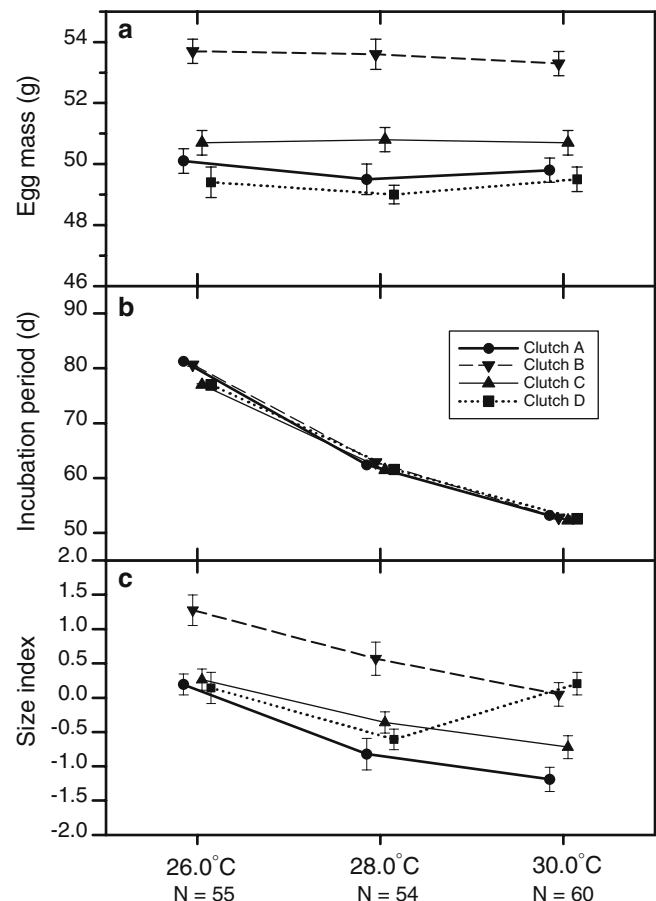 a
Egg mass (g)
54
52
50
48
46
b
Incubation period (d)
90
80
70
60
50
Clutch A
Clutch B
Clutch C
Clutch D
c
Size index
2.0
1.5
1.0
0.5
0.0
-0.5
-1.0
-1.5
-2.0
26.0°C 28.0°C 30.0°C
N = 55 N = 54 N = 60